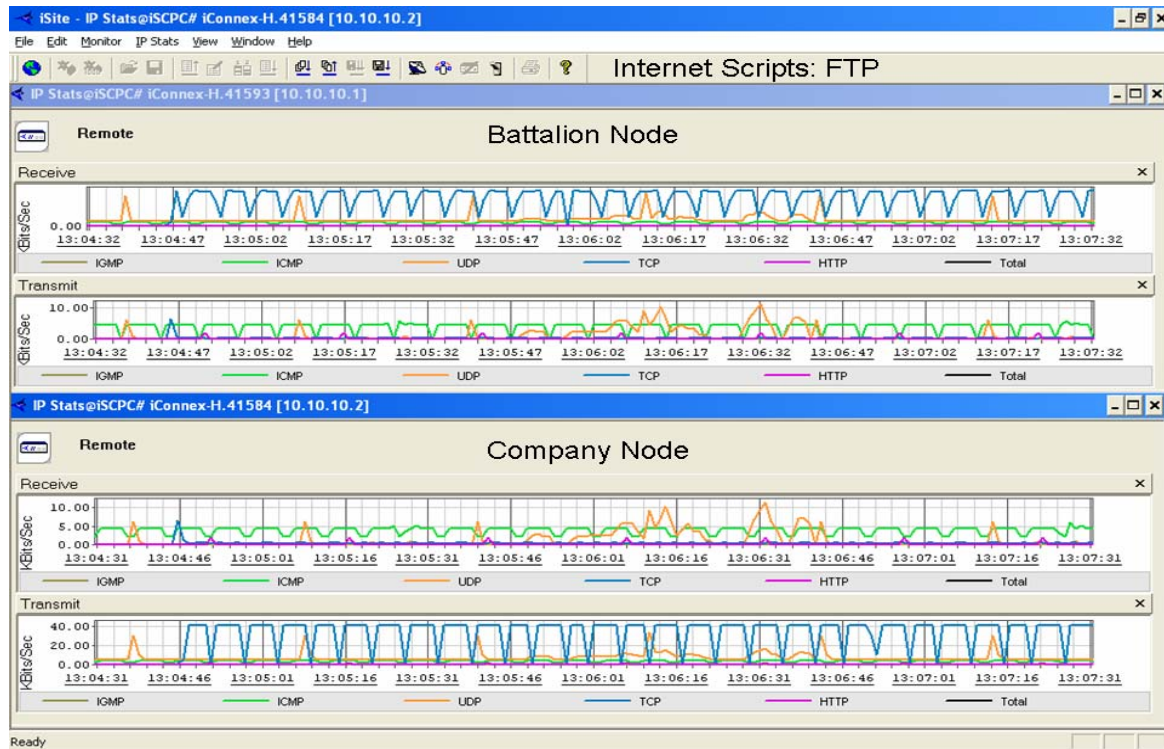 iSite - IP Stats@iSCPC# iConnex-H.41584 [10.10.10.2]
File Edit Monitor IP Stats View Window Help
Internet Scripts: FTP
IP Stats@iSCPC# iConnex-H.41593 [10.10.10.1]
Remote
Battalion Node
Receive
KBits/Sec
0.00
13:04:32 13:04:47 13:05:02 13:05:17 13:05:32 13:05:47 13:06:02 13:06:17 13:06:32 13:06:47 13:07:02 13:07:17 13:07:32
IGMP ICMP UDP TCP HTTP Total
Transmit
KBits/Sec
10.00
0.00
13:04:32 13:04:47 13:05:02 13:05:17 13:05:32 13:05:47 13:06:02 13:06:17 13:06:32 13:06:47 13:07:02 13:07:17 13:07:32
IGMP ICMP UDP TCP HTTP Total
IP Stats@iSCPC# iConnex-H.41584 [10.10.10.2]
Remote
Company Node
Receive
KBits/Sec
10.00
5.00
0.00
13:04:31 13:04:46 13:05:01 13:05:16 13:05:31 13:05:46 13:06:01 13:06:16 13:06:31 13:06:46 13:07:01 13:07:16 13:07:31
IGMP ICMP UDP TCP HTTP Total
Transmit
KBits/Sec
40.00
20.00
0.00
13:04:31 13:04:46 13:05:01 13:05:16 13:05:31 13:05:46 13:06:01 13:06:16 13:06:31 13:06:46 13:07:01 13:07:16 13:07:31
IGMP ICMP UDP TCP HTTP Total
Ready